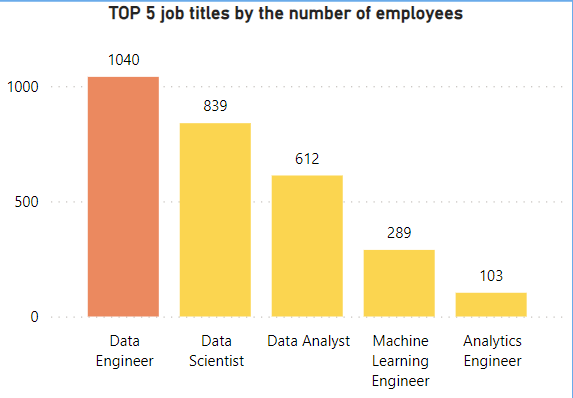 TOP 5 job titles by the number of employees
1040
1000
839
612
500
289
103
0
Data
Engineer
Data
Scientist
Data Analyst
Machine
Learning
Engineer
Analytics
Engineer